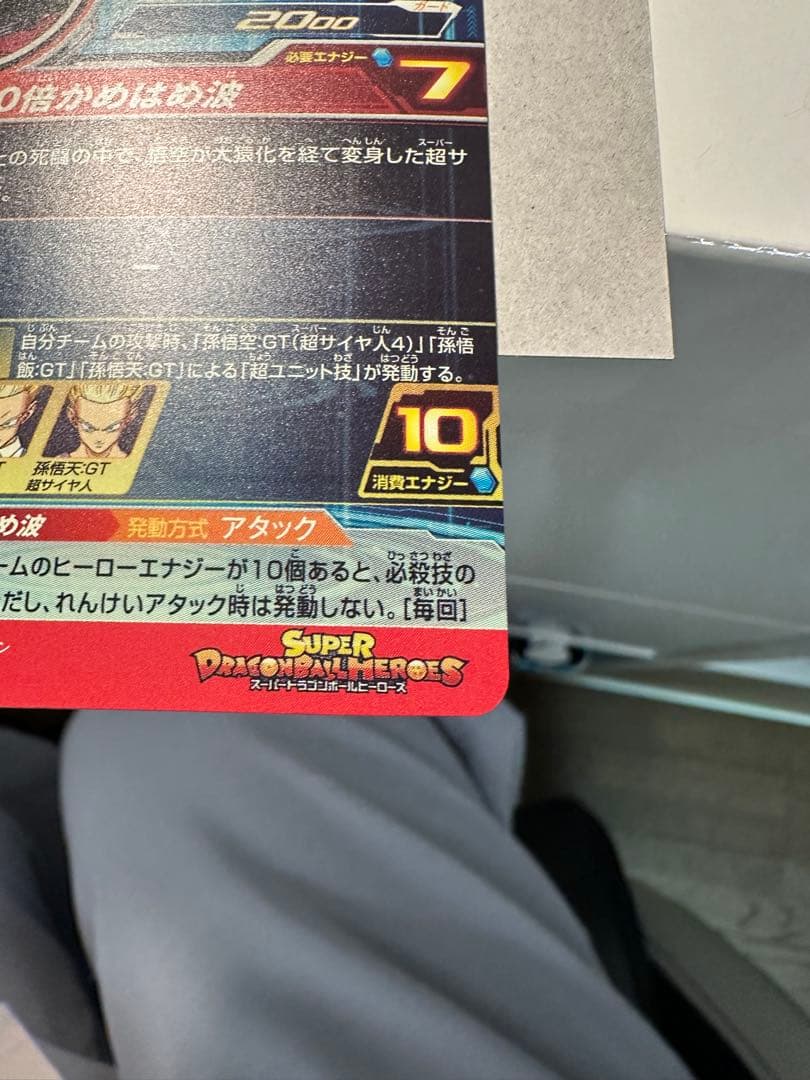 ガード
2000
必要エナジー 7
0倍かめはめ波
の死闘の中で、悟空が大猿化を経て変身した超サ
。
ー
自分チームの攻撃時、「孫悟空:GT(超サイヤ人4)」「孫悟
飯:GT」「孫悟天:GT」による「超ユニット技」が発動する。
T
孫悟天:GT
超サイヤ人
10
消費エナジー
め波 発動方式 アタック
ームのヒーローエナジーが10個あると、必殺技の
だし、れんけいアタック時は発動しない。[毎回]
ン
SUPER
DRAGONBALL HEROES
スーパードラゴンボールヒーローズ